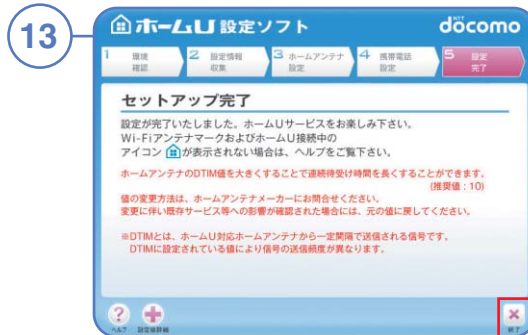 13
ホームU 設定ソフト
NTT
docomo
1 環境確認
2 設定情報収集
3 ホームアンテナ設定
4 携帯電話設定
5 設定完了
セットアップ完了
設定が完了いたしました。ホームUサービスをお楽しみ下さい。
Wi-FiアンテナマークおよびホームU接続中の
アイコン が表示されない場合は、ヘルプをご覧下さい。
ホームアンテナのDTIM値を大きくすることで連続待受け時間を長くすることができます。
(推奨値：10)
値の変更方法は、ホームアンテナメーカーにお問合せください。
変更に伴い既存サービス等への影響が確認された場合には、元の値に戻してください。
※DTIMとは、ホームU対応ホームアンテナから一定間隔で送信される信号です。
DTIMに設定されている値により信号の送信頻度が異なります。
ヘルプ
設定値詳細
終了